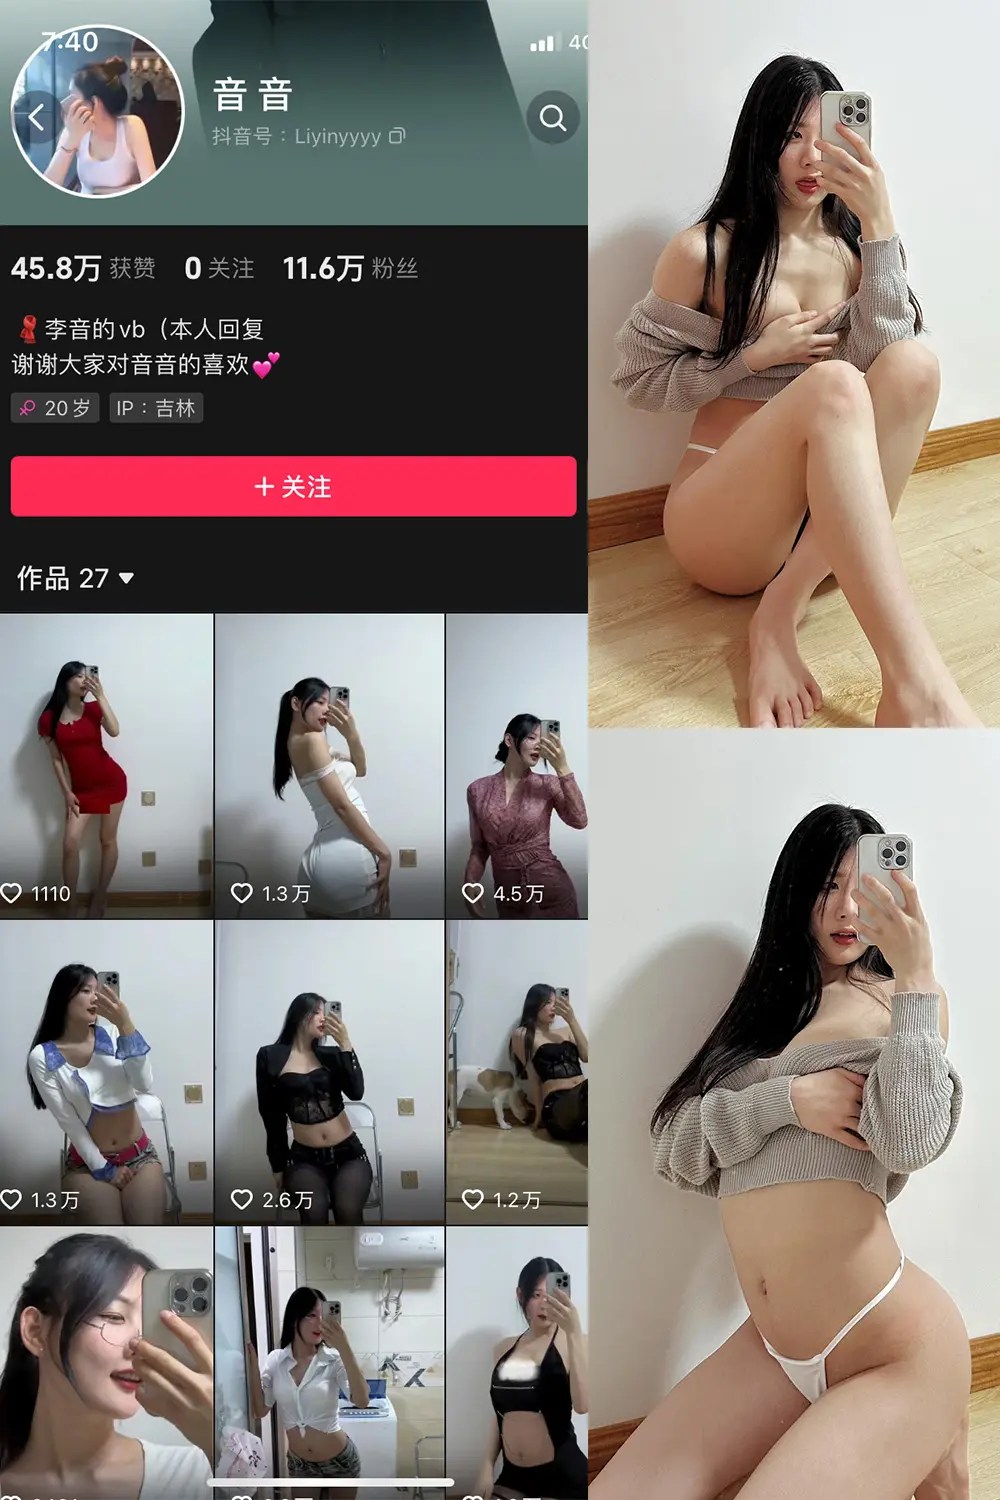 7:40
4G
音音
抖音号：Liyinyyyy
45.8万 获赞 0 关注 11.6万 粉丝
李音的vb（本人回复
谢谢大家对音音的喜欢💕
20岁 IP：吉林
+ 关注
作品 27
1110
1.3万
4.5万
1.3万
2.6万
1.2万